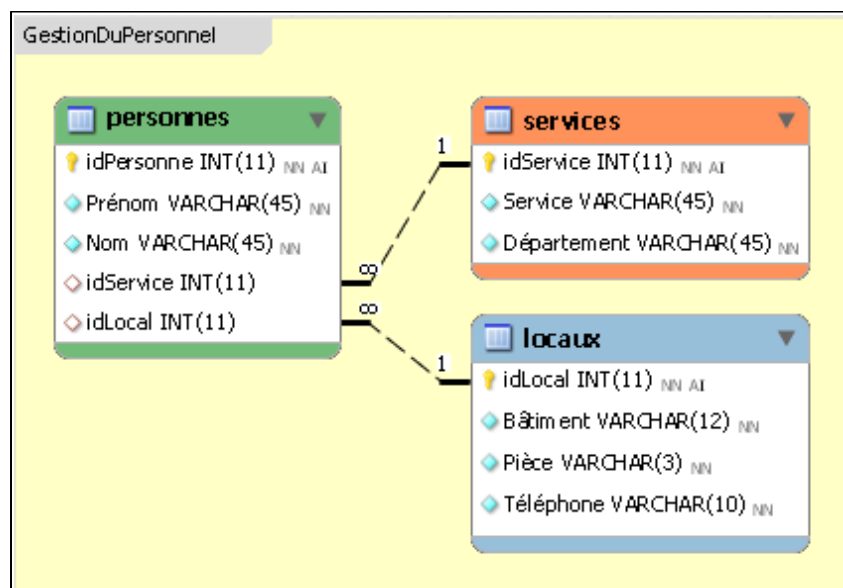 GestionDuPersonnel
personnes
idPersonne INT(11) NN AI
Prénom VARCHAR(45) NN
Nom VARCHAR(45) NN
idService INT(11)
idLocal INT(11)
1
∞
∞
1
services
idService INT(11) NN AI
Service VARCHAR(45) NN
Département VARCHAR(45) NN
locaux
idLocal INT(11) NN AI
Bâtiment VARCHAR(12) NN
Pièce VARCHAR(3) NN
Téléphone VARCHAR(10) NN